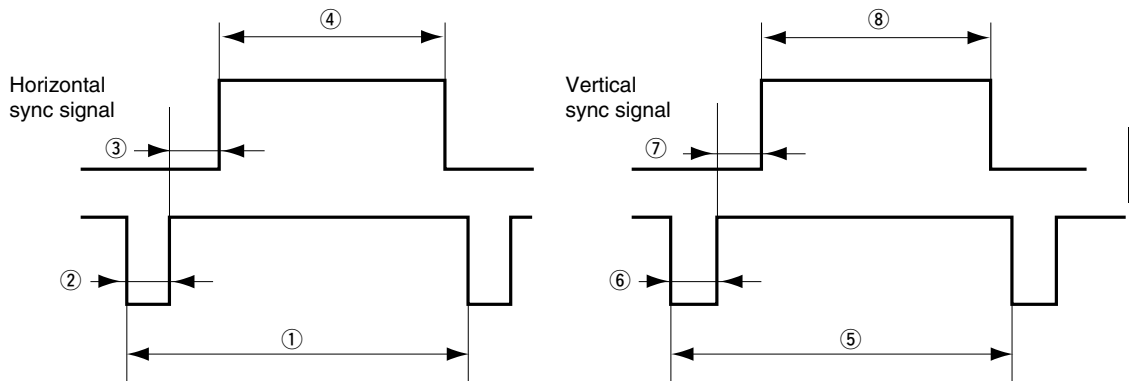 ④
⑧
Horizontal
sync signal
Vertical
sync signal
③
⑦
②
⑥
①
⑤